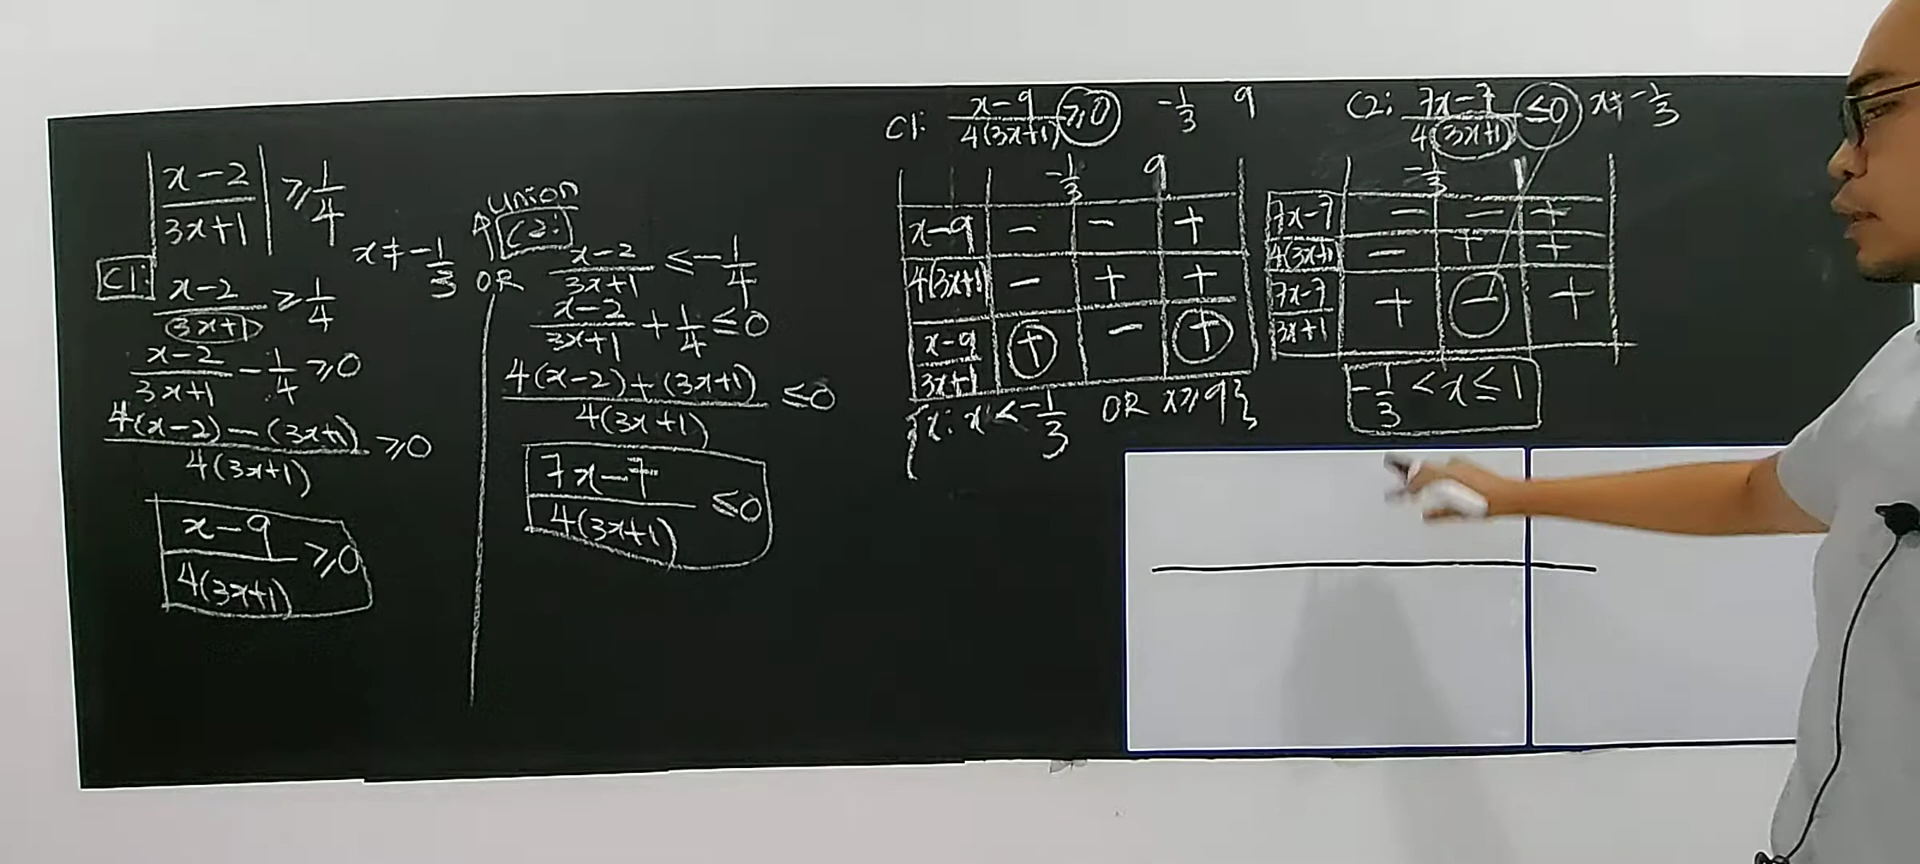 |x-2/3x+1| ≥ 1/4
x ≠ -1/3
C1:
x-2/3x+1 ≥ 1/4
x-2/3x+1 - 1/4 ≥ 0
4(x-2) - (3x+1)/4(3x+1) ≥ 0
x-9/4(3x+1) ≥ 0
union
OR
C2:
x-2/3x+1 ≤ -1/4
x-2/3x+1 + 1/4 ≤ 0
4(x-2) + (3x+1)/4(3x+1) ≤ 0
7x-7/4(3x+1) ≤ 0
C1: x-9/4(3x+1) ≥ 0 -1/3 9
-1/3 9
x-9 - - +
4(3x+1) - + +
x-9/3x+1 + - +
{x: x < -1/3 OR x ≥ 9}
C2: 7x-7/4(3x+1) ≤ 0 x ≠ -1/3
-1/3 1
7x-7 - - +
4(3x+1) - + +
7x-7/3x+1 + - +
-1/3 < x ≤ 1